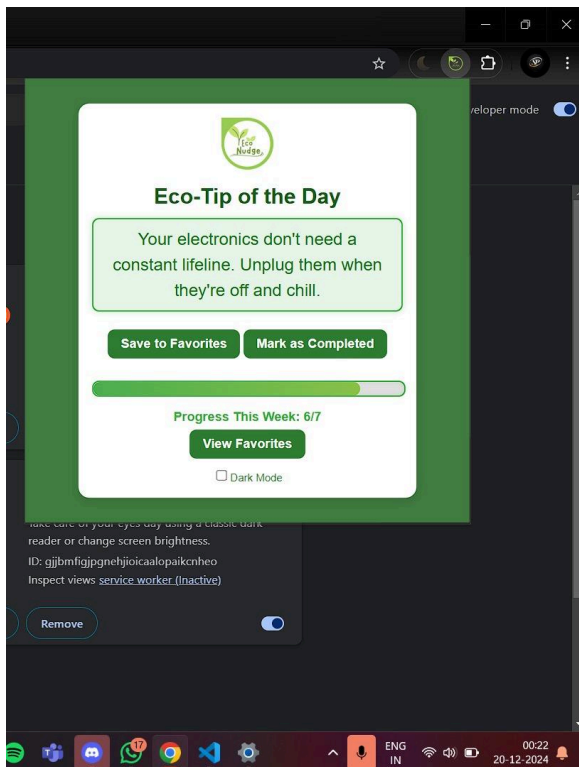 veloper mode
Eco
Nudge
Eco-Tip of the Day
Your electronics don't need a
constant lifeline. Unplug them when
they're off and chill.
Save to Favorites
Mark as Completed
Progress This Week: 6/7
View Favorites
Dark Mode
Take care of your eyes day using a classic dark
reader or change screen brightness.
ID: gjjbmfigjpgnehjioicaalopaikcnheo
Inspect views service worker (Inactive)
Remove
17
ENG
IN
00:22
20-12-2024